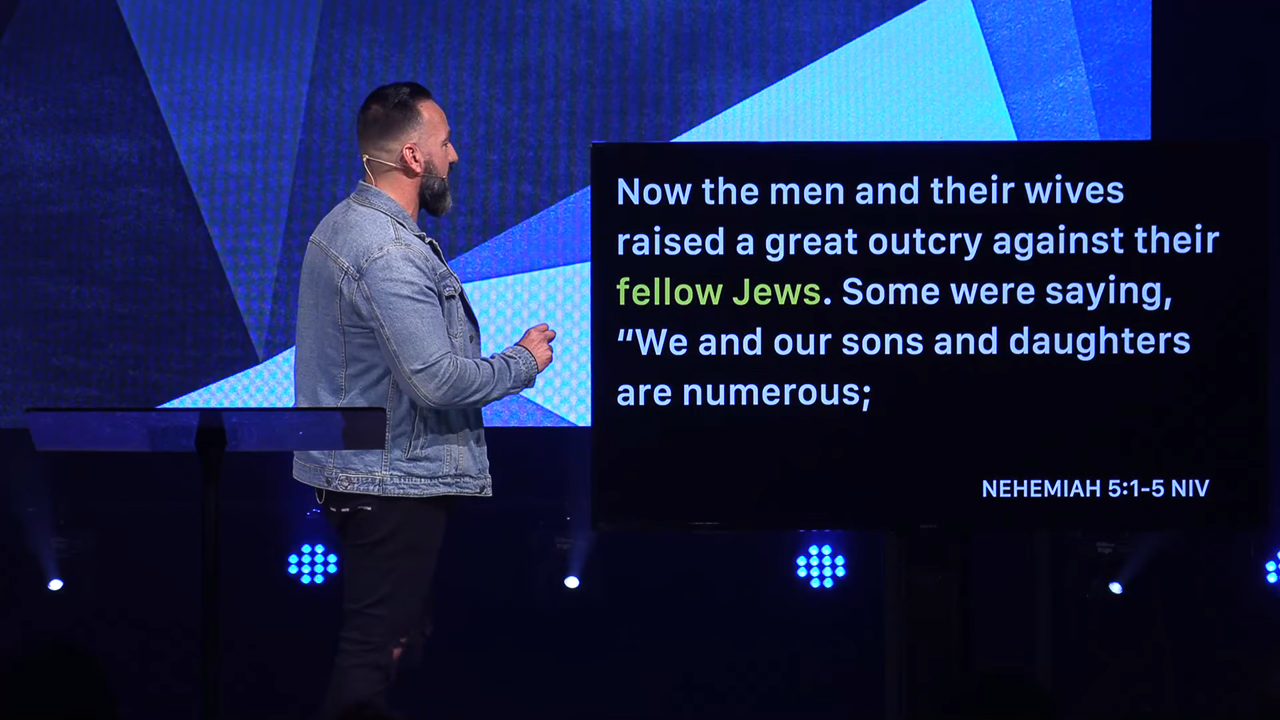 Now the men and their wives
raised a great outcry against their
fellow Jews. Some were saying,
“We and our sons and daughters
are numerous;
NEHEMIAH 5:1-5 NIV